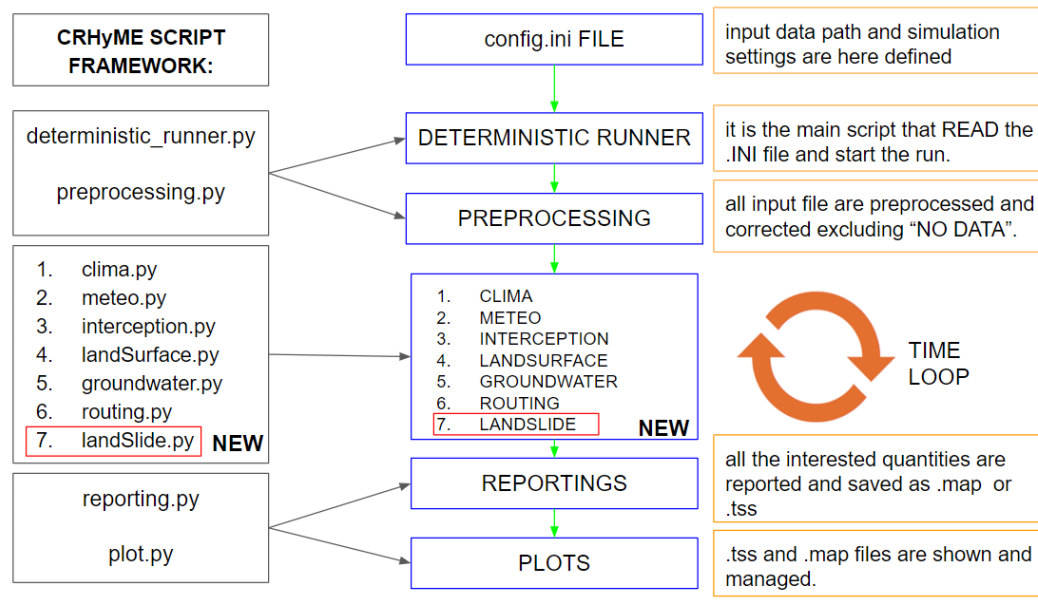 CRHyME SCRIPT
FRAMEWORK:
config.ini FILE
input data path and simulation
settings are here defined
deterministic_runner.py
preprocessing.py
DETERMINISTIC RUNNER
it is the main script that READ the
.INI file and start the run.
PREPROCESSING
all input file are preprocessed and
corrected excluding “NO DATA”.
1. clima.py
2. meteo.py
3. interception.py
4. landSurface.py
5. groundwater.py
6. routing.py
7. landSlide.py NEW
1. CLIMA
2. METEO
3. INTERCEPTION
4. LANDSURFACE
5. GROUNDWATER
6. ROUTING
7. LANDSLIDE NEW
TIME
LOOP
reporting.py
plot.py
REPORTINGS
all the interested quantities are
reported and saved as .map or
.tss
PLOTS
.tss and .map files are shown and
managed.